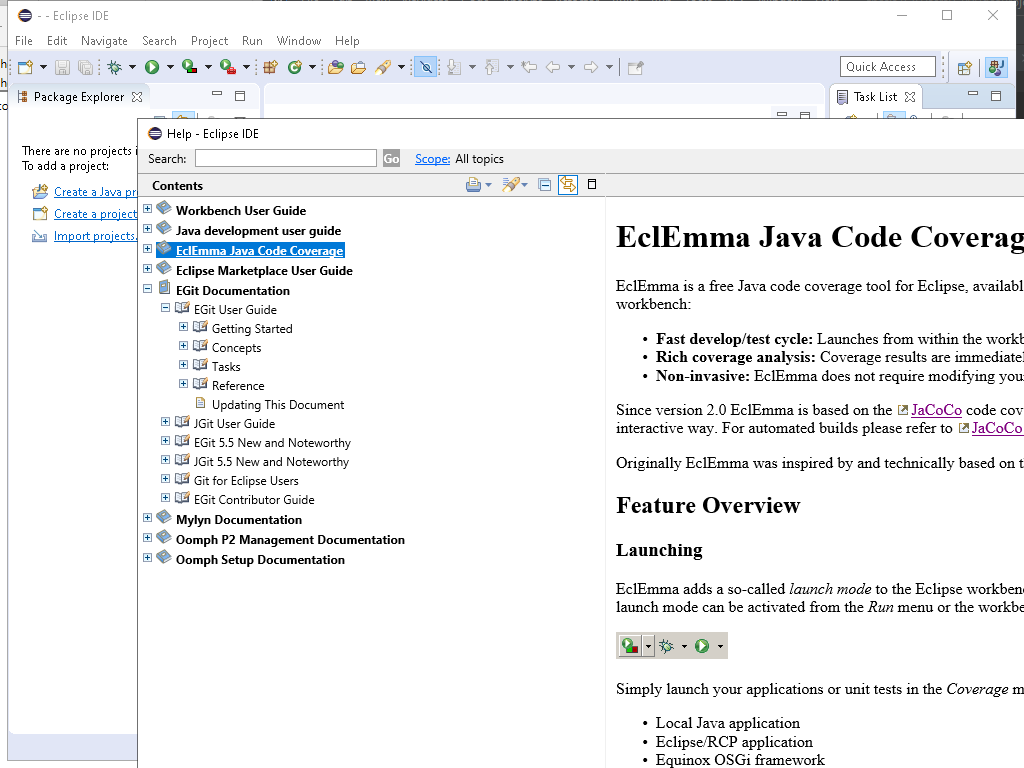 - - Eclipse IDE
File Edit Navigate Search Project Run Window Help
Quick Access
Package Explorer
Task List
There are no projects i
To add a project:
Create a Java pr
Create a project
Import projects.
Help - Eclipse IDE
Search: Go Scope: All topics
Contents
Workbench User Guide
Java development user guide
EclEmma Java Code Coverage
Eclipse Marketplace User Guide
EGit Documentation
EGit User Guide
Getting Started
Concepts
Tasks
Reference
Updating This Document
JGit User Guide
EGit 5.5 New and Noteworthy
JGit 5.5 New and Noteworthy
Git for Eclipse Users
EGit Contributor Guide
Mylyn Documentation
Oomph P2 Management Documentation
Oomph Setup Documentation
EclEmma Java Code Coverag
EclEmma is a free Java code coverage tool for Eclipse, availabl
workbench:
• Fast develop/test cycle: Launches from within the workb
• Rich coverage analysis: Coverage results are immediatel
• Non-invasive: EclEmma does not require modifying you
Since version 2.0 EclEmma is based on the JaCoCo code cov
interactive way. For automated builds please refer to JaCoCo
Originally EclEmma was inspired by and technically based on t
Feature Overview
Launching
EclEmma adds a so-called launch mode to the Eclipse workben
launch mode can be activated from the Run menu or the workbe
Simply launch your applications or unit tests in the Coverage m
• Local Java application
• Eclipse/RCP application
• Equinox OSGi framework